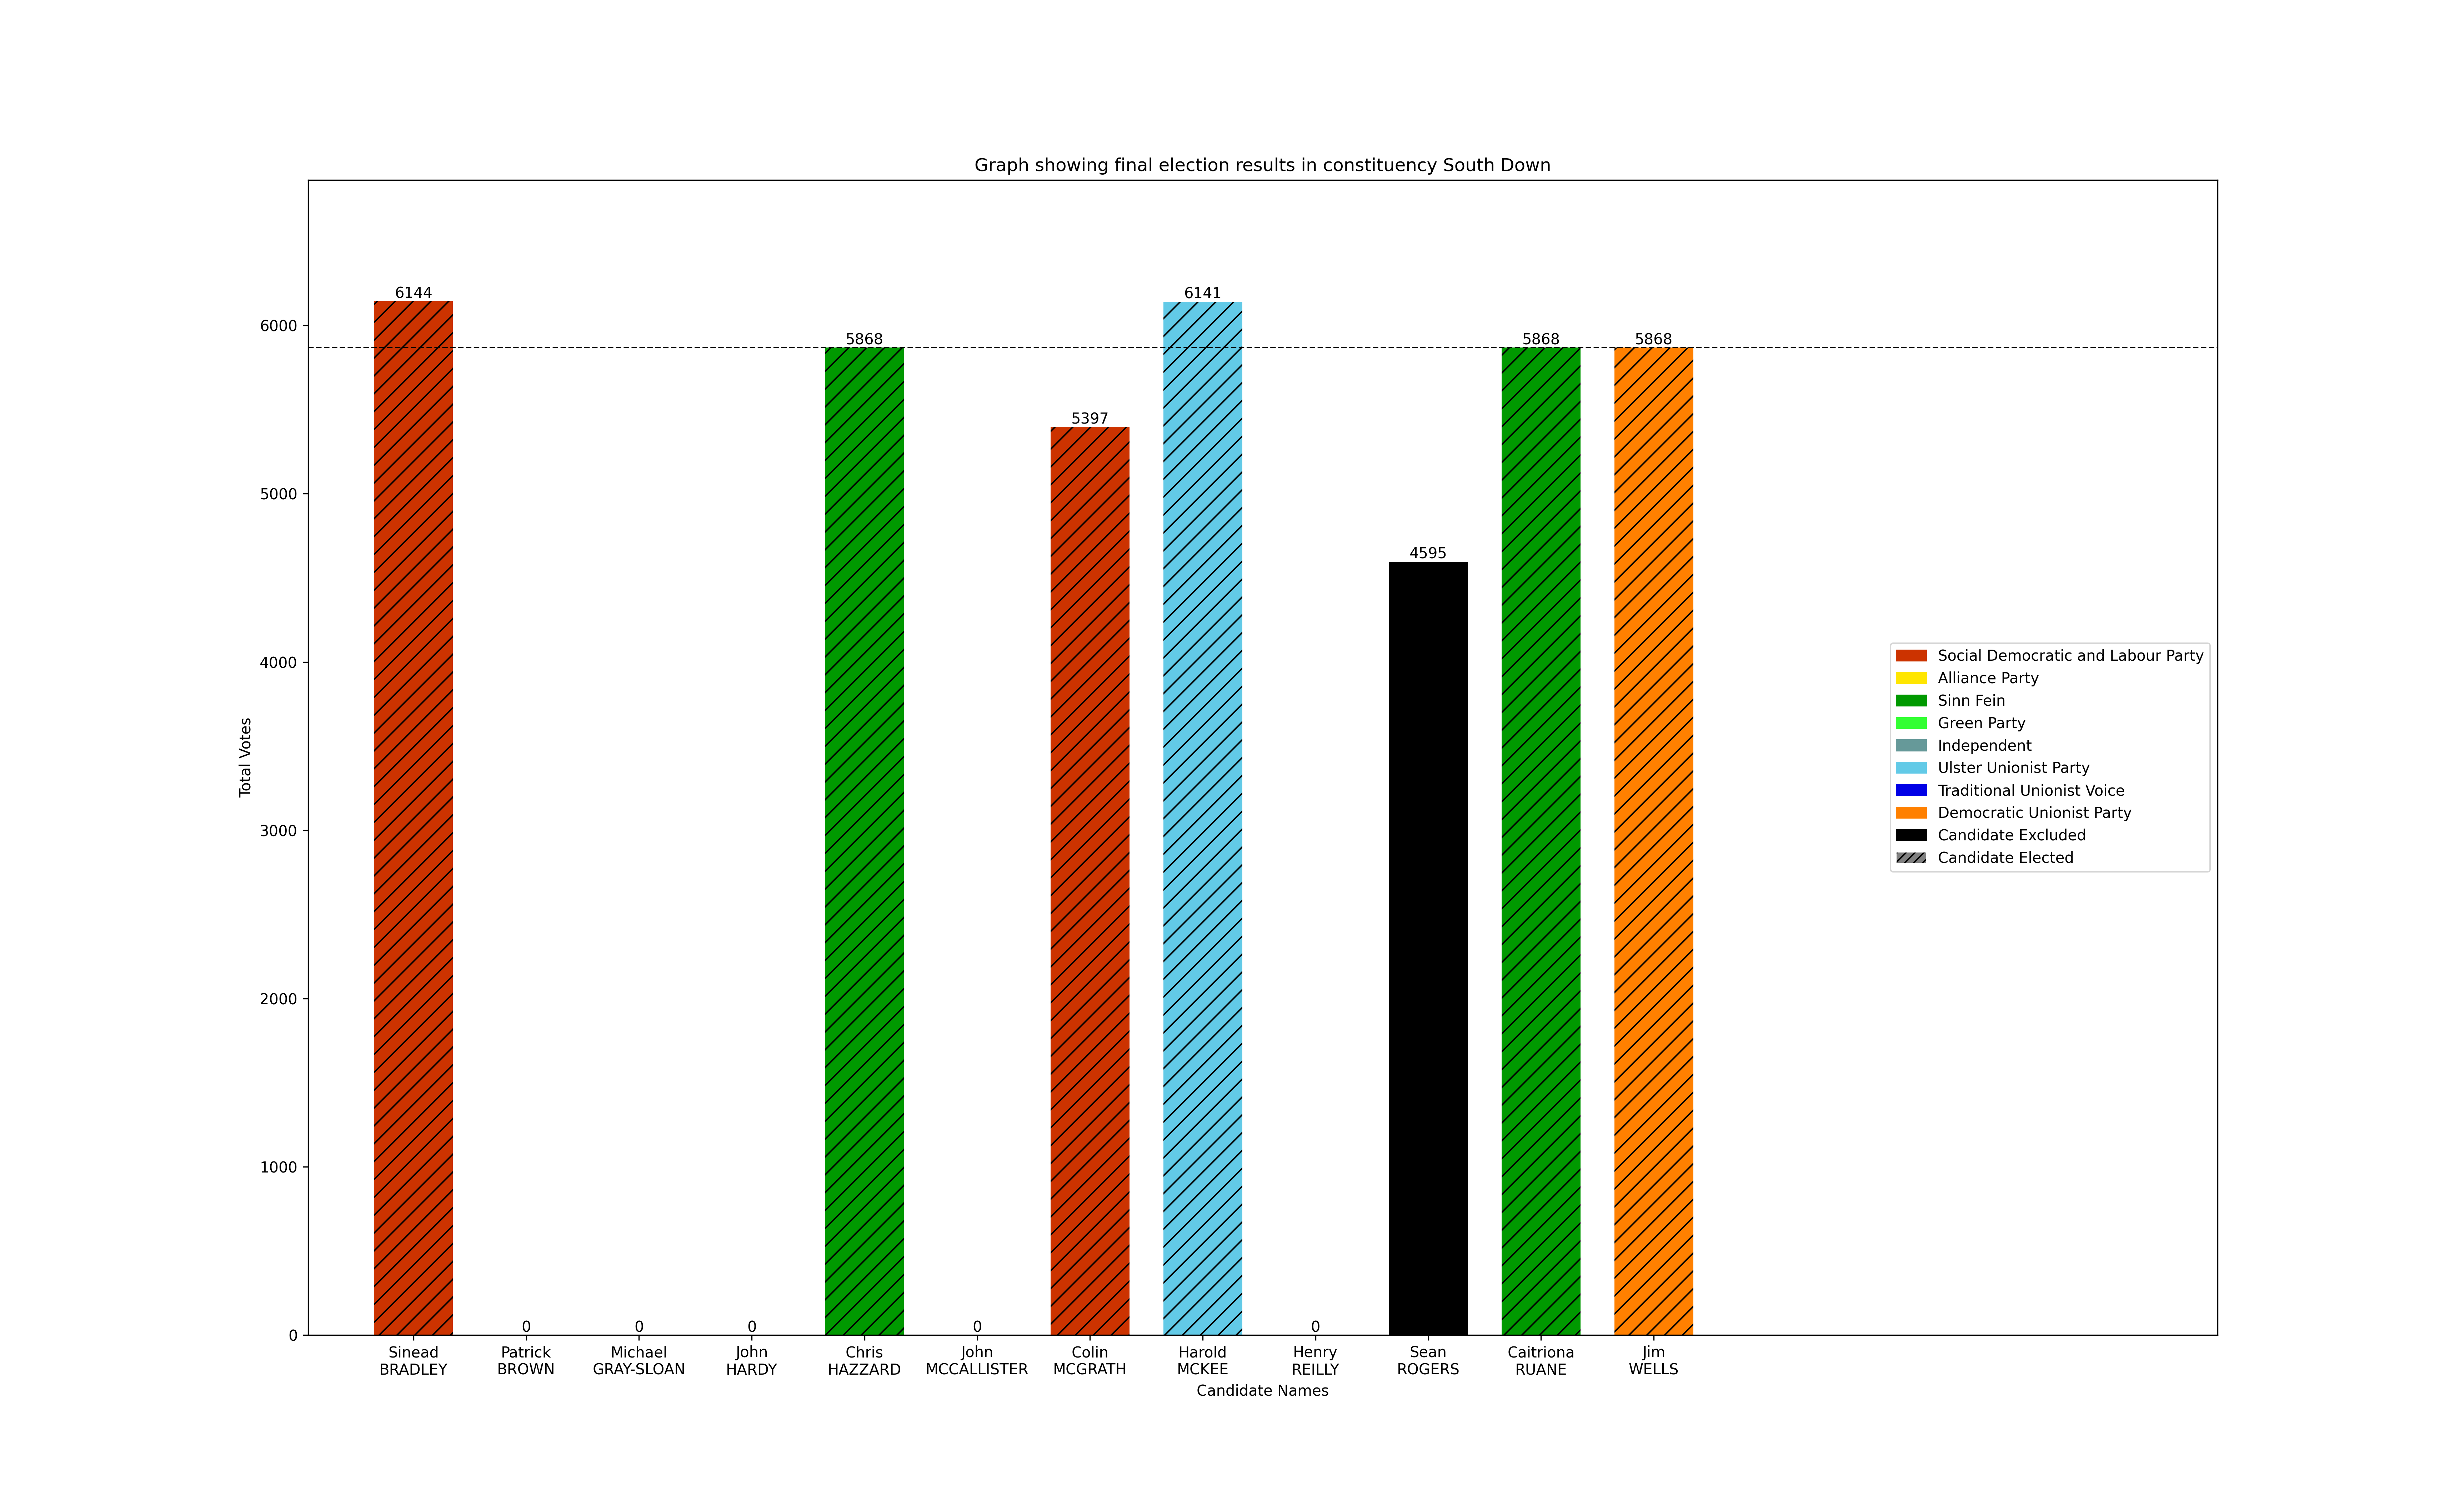 Graph showing final election results in constituency South Down
Total Votes
6000
5000
4000
3000
2000
1000
0
6144
0
0
0
5868
0
5397
6141
0
4595
5868
5868
Sinead
BRADLEY
Patrick
BROWN
Michael
GRAY-SLOAN
John
HARDY
Chris
HAZZARD
John
MCCALLISTER
Colin
MCGRATH
Harold
MCKEE
Henry
REILLY
Sean
ROGERS
Caitriona
RUANE
Jim
WELLS
Candidate Names
Social Democratic and Labour Party
Alliance Party
Sinn Fein
Green Party
Independent
Ulster Unionist Party
Traditional Unionist Voice
Democratic Unionist Party
Candidate Excluded
Candidate Elected